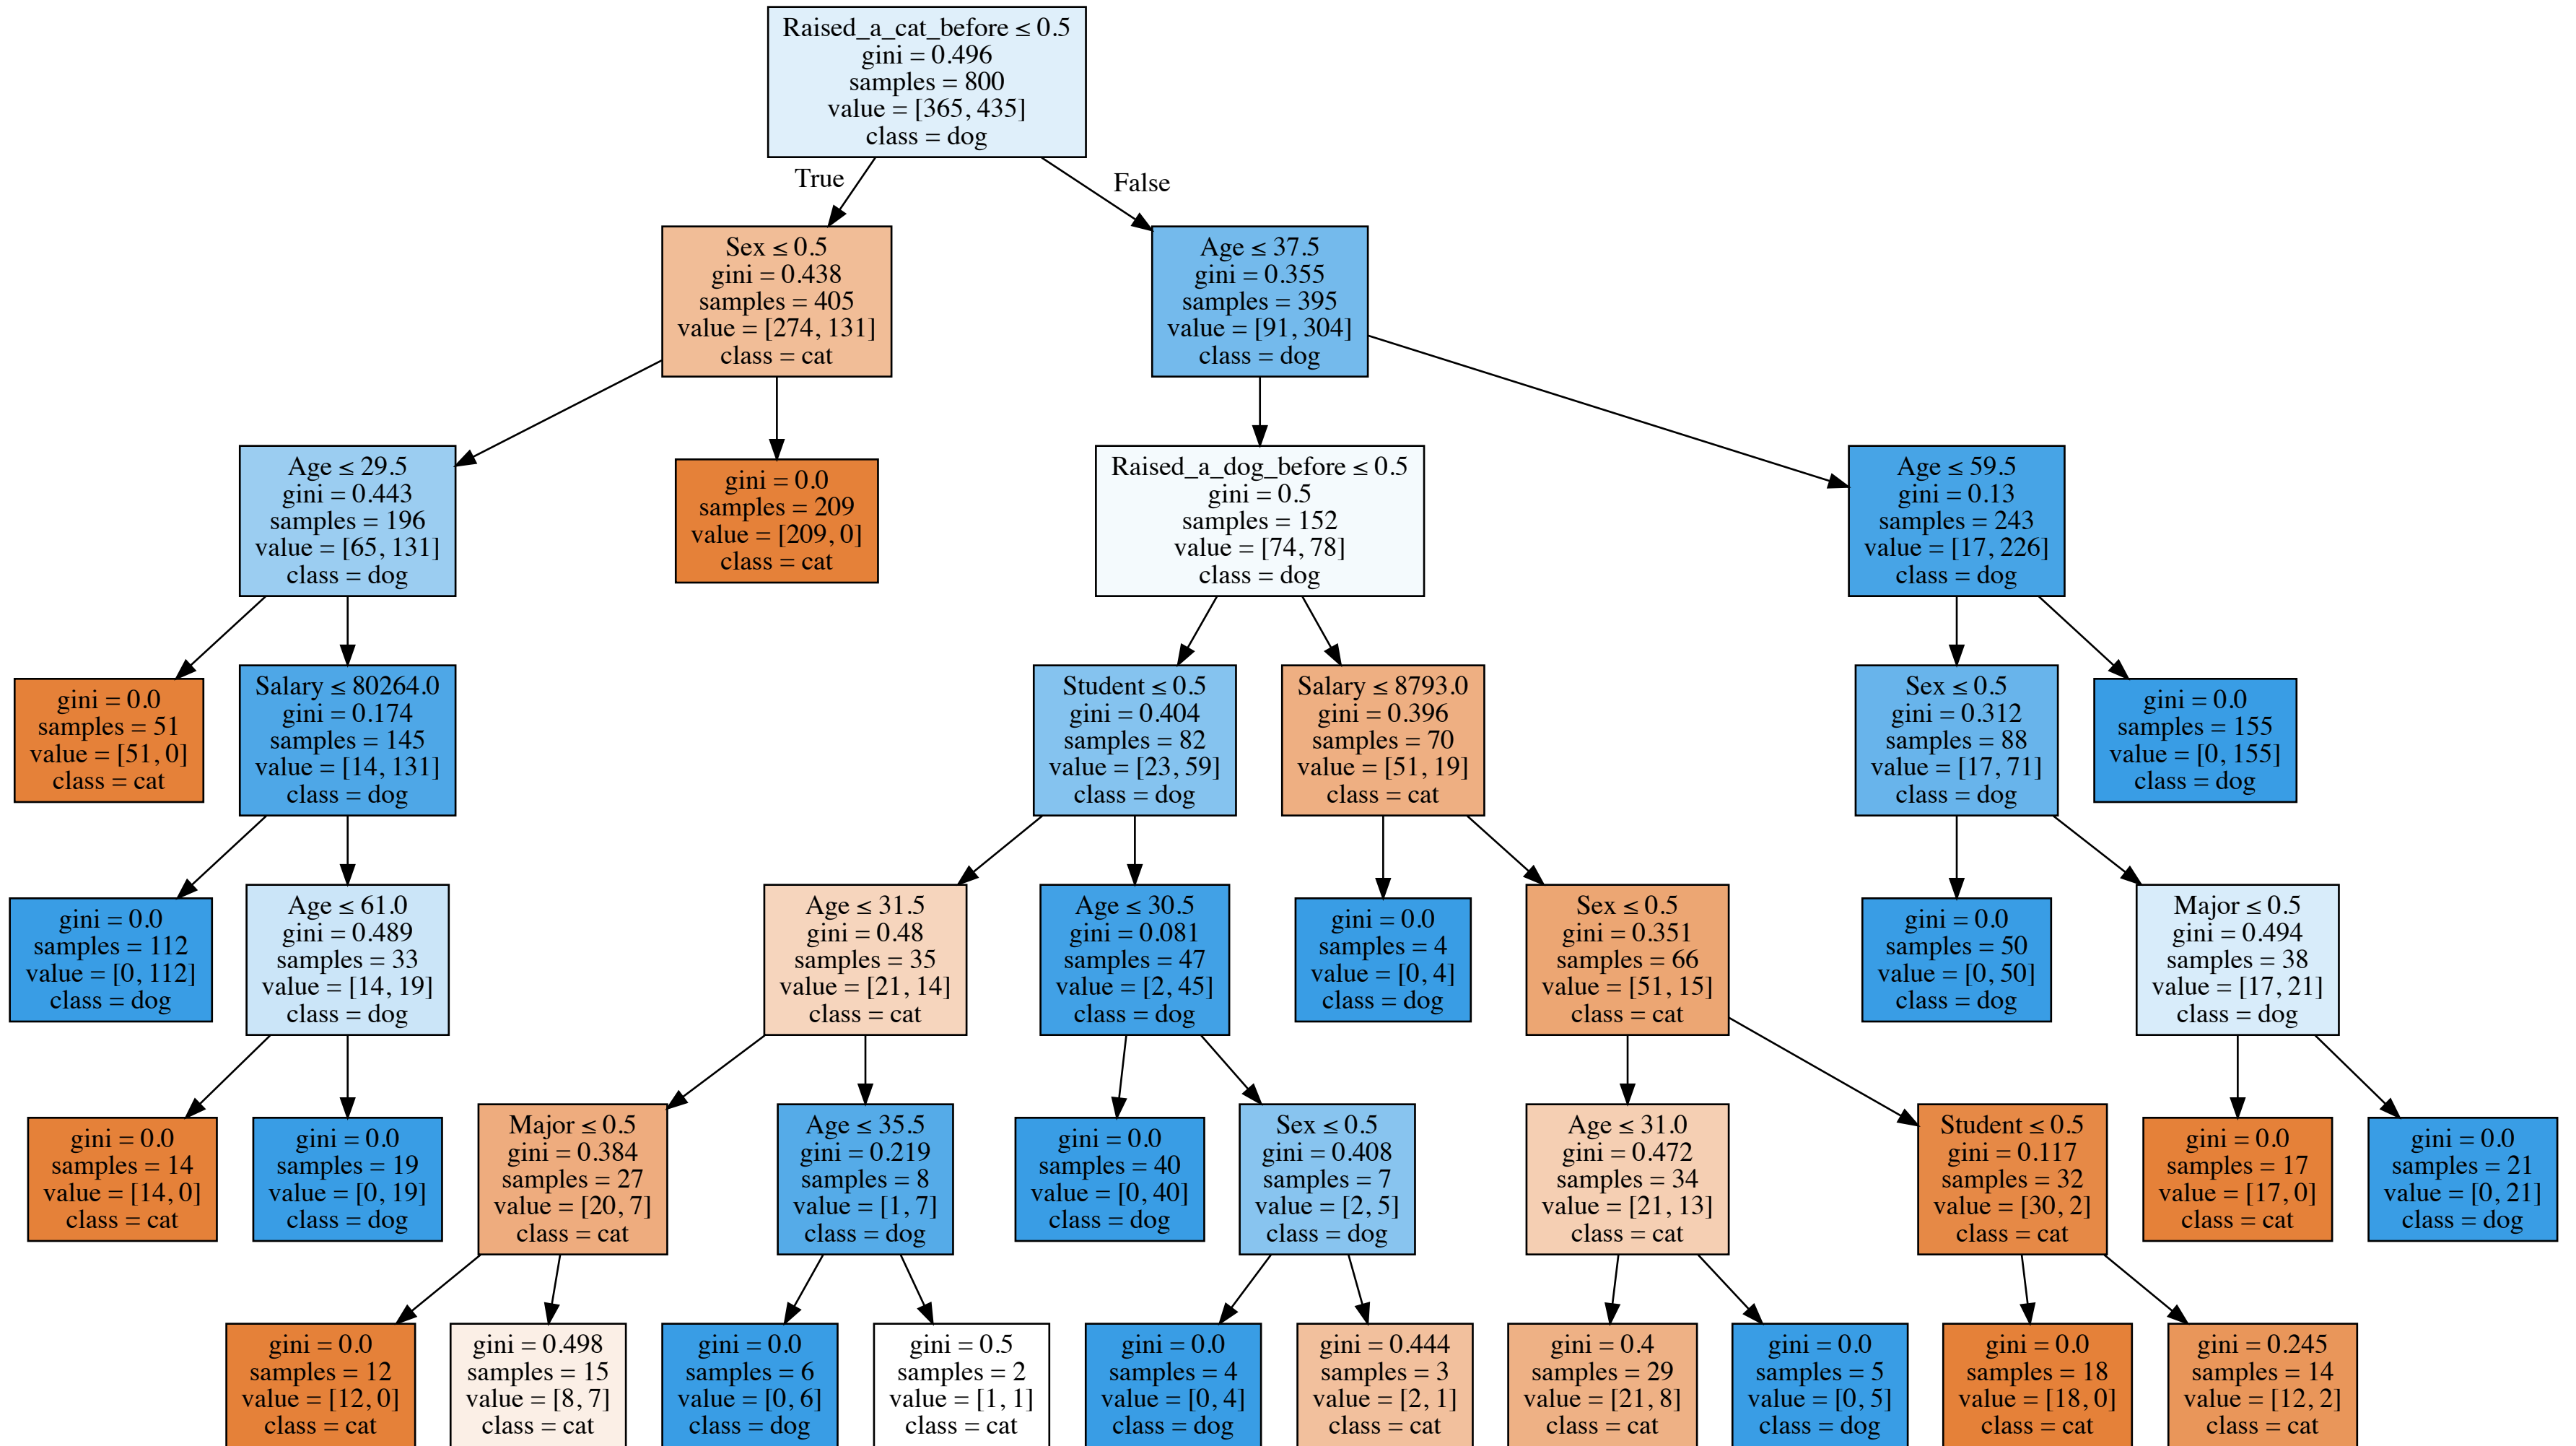 Raised_a_cat_before ≤ 0.5
gini = 0.496
samples = 800
value = [365, 435]
class = dog
True
False
Sex ≤ 0.5
gini = 0.438
samples = 405
value = [274, 131]
class = cat
Age ≤ 37.5
gini = 0.355
samples = 395
value = [91, 304]
class = dog
Age ≤ 29.5
gini = 0.443
samples = 196
value = [65, 131]
class = dog
gini = 0.0
samples = 209
value = [209, 0]
class = cat
Raised_a_dog_before ≤ 0.5
gini = 0.5
samples = 152
value = [74, 78]
class = dog
Age ≤ 59.5
gini = 0.13
samples = 243
value = [17, 226]
class = dog
gini = 0.0
samples = 51
value = [51, 0]
class = cat
Salary ≤ 80264.0
gini = 0.174
samples = 145
value = [14, 131]
class = dog
Student ≤ 0.5
gini = 0.404
samples = 82
value = [23, 59]
class = dog
Salary ≤ 8793.0
gini = 0.396
samples = 70
value = [51, 19]
class = cat
Sex ≤ 0.5
gini = 0.312
samples = 88
value = [17, 71]
class = dog
gini = 0.0
samples = 155
value = [0, 155]
class = dog
gini = 0.0
samples = 112
value = [0, 112]
class = dog
Age ≤ 61.0
gini = 0.489
samples = 33
value = [14, 19]
class = dog
Age ≤ 31.5
gini = 0.48
samples = 35
value = [21, 14]
class = cat
Age ≤ 30.5
gini = 0.081
samples = 47
value = [2, 45]
class = dog
gini = 0.0
samples = 4
value = [0, 4]
class = dog
Sex ≤ 0.5
gini = 0.351
samples = 66
value = [51, 15]
class = cat
gini = 0.0
samples = 50
value = [0, 50]
class = dog
Major ≤ 0.5
gini = 0.494
samples = 38
value = [17, 21]
class = dog
gini = 0.0
samples = 14
value = [14, 0]
class = cat
gini = 0.0
samples = 19
value = [0, 19]
class = dog
Major ≤ 0.5
gini = 0.384
samples = 27
value = [20, 7]
class = cat
Age ≤ 35.5
gini = 0.219
samples = 8
value = [1, 7]
class = dog
gini = 0.0
samples = 40
value = [0, 40]
class = dog
Sex ≤ 0.5
gini = 0.408
samples = 7
value = [2, 5]
class = dog
Age ≤ 31.0
gini = 0.472
samples = 34
value = [21, 13]
class = cat
Student ≤ 0.5
gini = 0.117
samples = 32
value = [30, 2]
class = cat
gini = 0.0
samples = 17
value = [17, 0]
class = cat
gini = 0.0
samples = 21
value = [0, 21]
class = dog
gini = 0.0
samples = 12
value = [12, 0]
class = cat
gini = 0.498
samples = 15
value = [8, 7]
class = cat
gini = 0.0
samples = 6
value = [0, 6]
class = dog
gini = 0.5
samples = 2
value = [1, 1]
class = cat
gini = 0.0
samples = 4
value = [0, 4]
class = dog
gini = 0.444
samples = 3
value = [2, 1]
class = cat
gini = 0.4
samples = 29
value = [21, 8]
class = cat
gini = 0.0
samples = 5
value = [0, 5]
class = dog
gini = 0.0
samples = 18
value = [18, 0]
class = cat
gini = 0.245
samples = 14
value = [12, 2]
class = cat